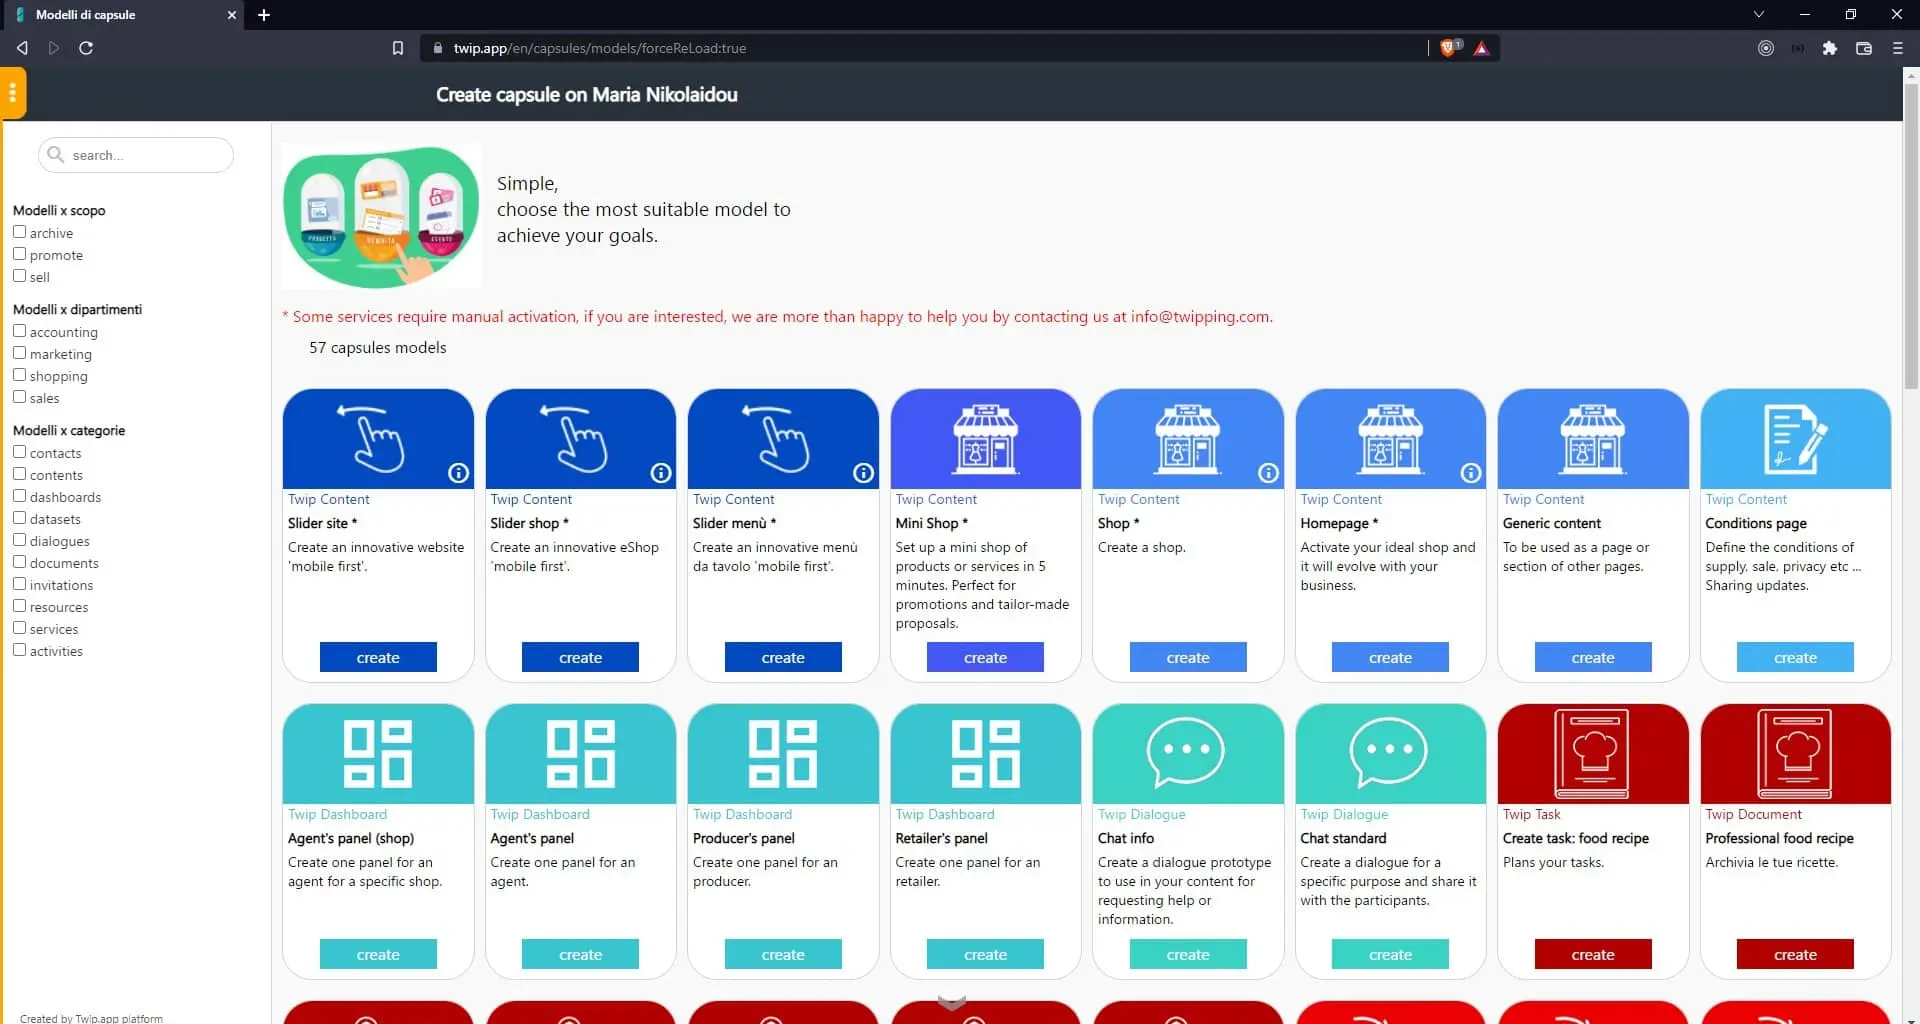 Modelli di capsule
twip.app/en/capsules/models/forceReLoad:true
1
Create capsule on Maria Nikolaidou
search...
Modelli x scopo
archive
promote
sell
Modelli x dipartimenti
accounting
marketing
shopping
sales
Modelli x categorie
contacts
contents
dashboards
datasets
dialogues
documents
invitations
resources
services
activities
Created by Twip.app platform
PROGETTO
VENDITA
EVENTO
Simple,
choose the most suitable model to
achieve your goals.
* Some services require manual activation, if you are interested, we are more than happy to help you by contacting us at info@twipping.com.
57 capsules models
Twip Content
Slider site *
Create an innovative website
'mobile first'.
create
Twip Content
Slider shop *
Create an innovative eShop
'mobile first'.
create
Twip Content
Slider menù *
Create an innovative menù
da tavolo 'mobile first'.
create
Twip Content
Mini Shop *
Set up a mini shop of
products or services in 5
minutes. Perfect for
promotions and tailor-made
proposals.
create
Twip Content
Shop *
Create a shop.
create
Twip Content
Homepage *
Activate your ideal shop and
it will evolve with your
business.
create
Twip Content
Generic content
To be used as a page or
section of other pages.
create
Twip Content
Conditions page
Define the conditions of
supply, sale, privacy etc ...
Sharing updates.
create
Twip Dashboard
Agent's panel (shop)
Create one panel for an
agent for a specific shop.
create
Twip Dashboard
Agent's panel
Create one panel for an
agent.
create
Twip Dashboard
Producer's panel
Create one panel for an
producer.
create
Twip Dashboard
Retailer's panel
Create one panel for an
retailer.
create
Twip Dialogue
Chat info
Create a dialogue prototype
to use in your content for
requesting help or
information.
create
Twip Dialogue
Chat standard
Create a dialogue for a
specific purpose and share it
with the participants.
create
Twip Task
Create task: food recipe
Plans your tasks.
create
Twip Document
Professional food recipe
Archivia le tue ricette.
create